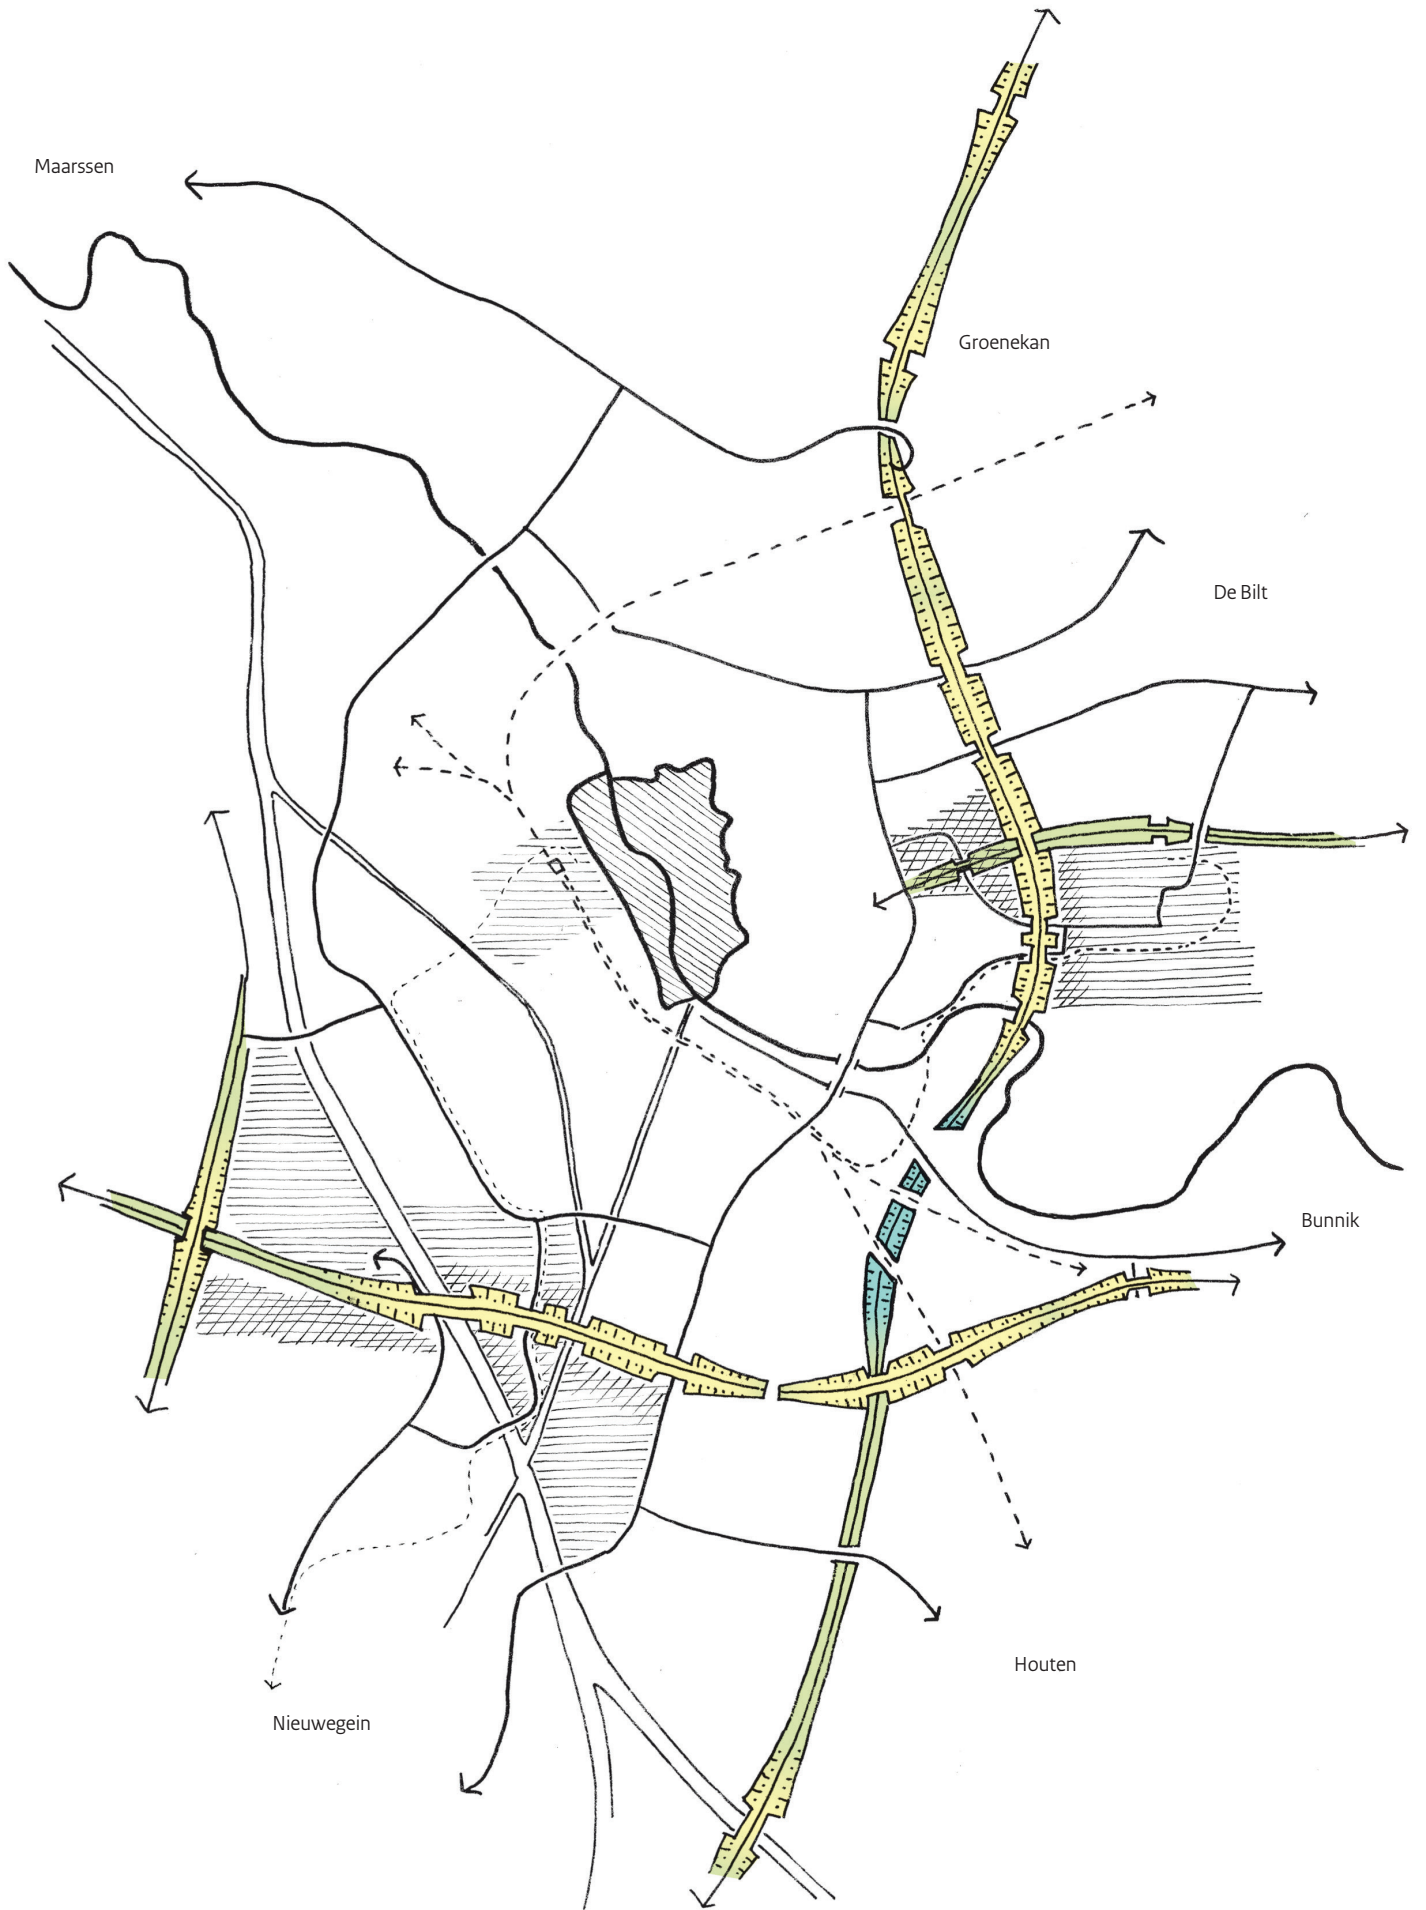 Maarssen
Groenekan
De Bilt
Bunnik
Houten
Nieuwegein